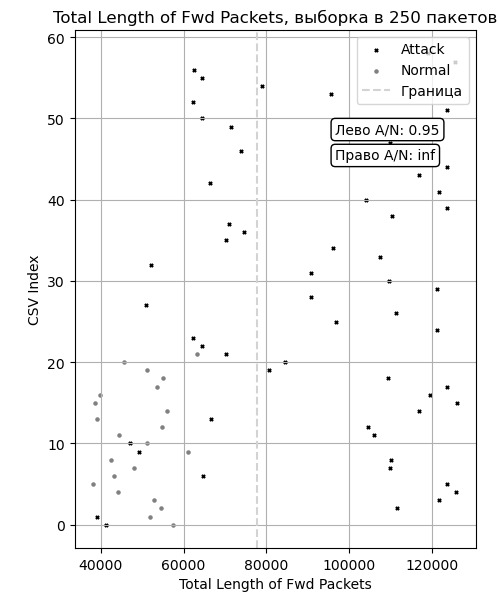 Total Length of Fwd Packets, выборка в 250 пакетов
60
50
40
30
20
10
0
CSV Index
Attack
Normal
Граница
Лево A/N: 0.95
Право A/N: inf
40000 60000 80000 100000 120000
Total Length of Fwd Packets